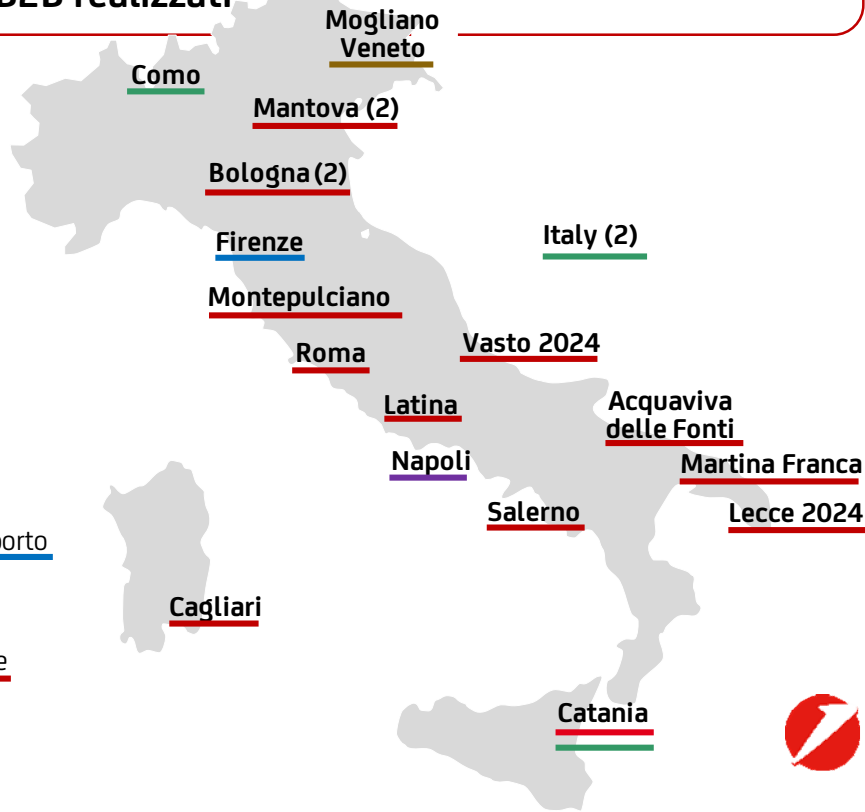 realizzati
Mogliano
Veneto
Como
Mantova (2)
Bologna (2)
Firenze
Italy (2)
Montepulciano
Roma
Vasto 2024
Latina
Acquaviva
delle Fonti
Napoli
Martina Franca
Salerno
Lecce 2024
Cagliari
Catania